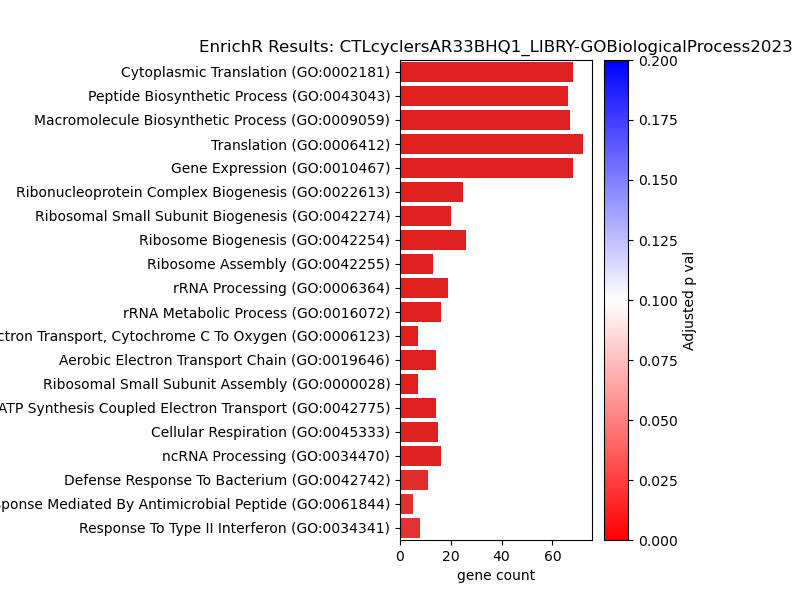 EnrichR Results: CTLcyclersAR33BHQ1_LIBRY-GOBiologicalProcess2023
Cytoplasmic Translation (GO:0002181)
Peptide Biosynthetic Process (GO:0043043)
Macromolecule Biosynthetic Process (GO:0009059)
Translation (GO:0006412)
Gene Expression (GO:0010467)
Ribonucleoprotein Complex Biogenesis (GO:0022613)
Ribosomal Small Subunit Biogenesis (GO:0042274)
Ribosome Biogenesis (GO:0042254)
Ribosome Assembly (GO:0042255)
rRNA Processing (GO:0006364)
rRNA Metabolic Process (GO:0016072)
Transport, Cytochrome C To Oxygen (GO:0006123)
Aerobic Electron Transport Chain (GO:0019646)
Ribosomal Small Subunit Assembly (GO:0000028)
ATP Synthesis Coupled Electron Transport (GO:0042775)
Cellular Respiration (GO:0045333)
ncRNA Processing (GO:0034470)
Defense Response To Bacterium (GO:0042742)
Mediated By Antimicrobial Peptide (GO:0061844)
Response To Type II Interferon (GO:0034341)
0 20 40 60
gene count
0.200
0.175
0.150
0.125
0.100
0.075
0.050
0.025
0.000
Adjusted p val